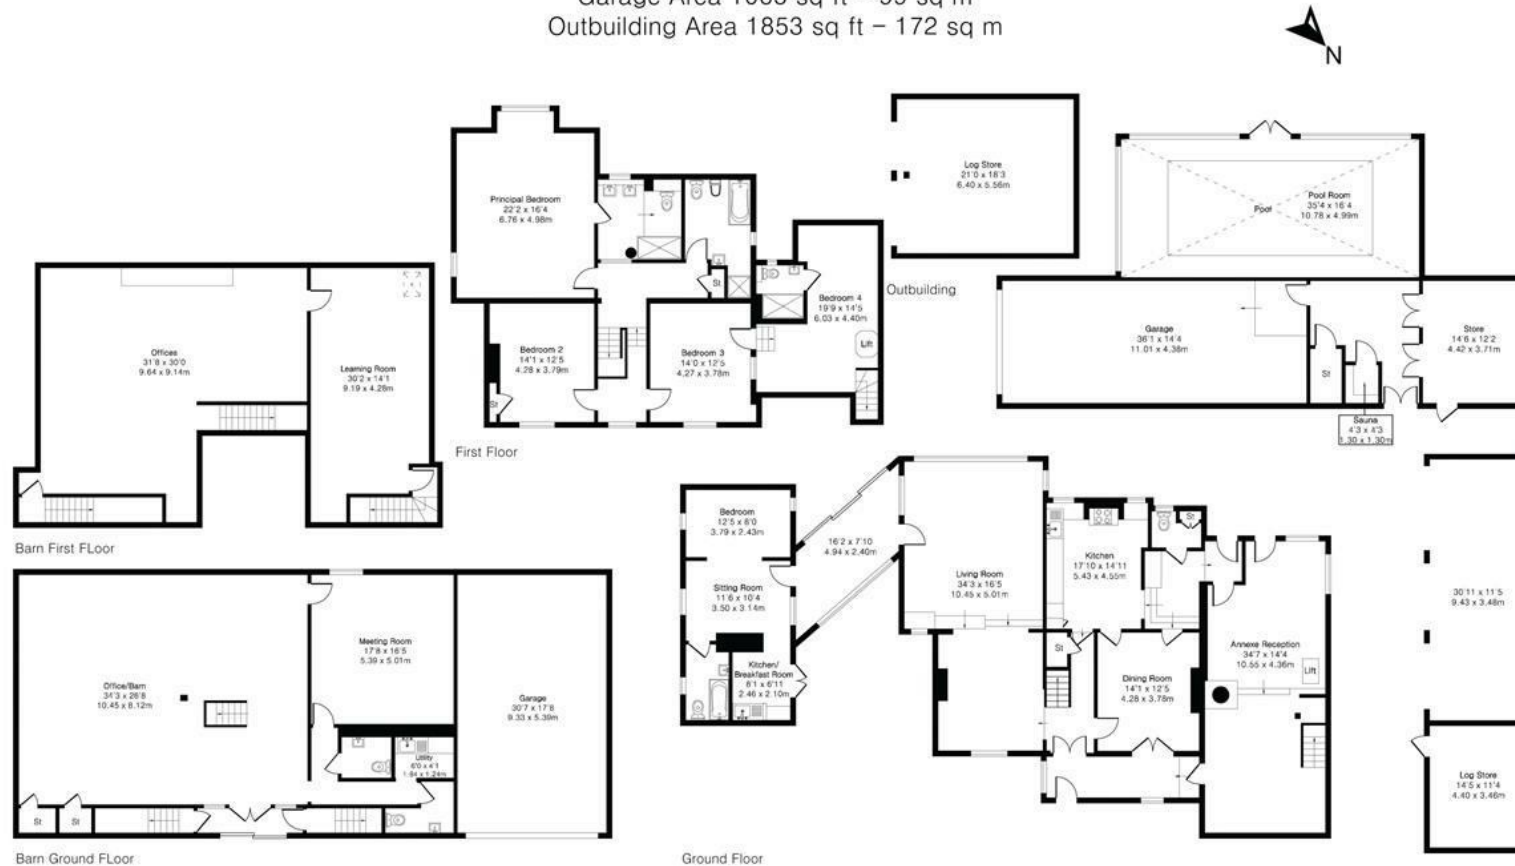 Garage Area 1065 sq ft - 99 sq m
Outbuilding Area 1853 sq ft – 172 sq m
N
Principal Bedroom
22'2 x 16'4
6.76 x 4.98m
Bedroom 2
14'1 x 12'5
4.28 x 3.79m
St
St
Bedroom 3
14'0 x 12'5
4.27 x 3.78m
Bedroom 4
19'9 x 14'5
6.03 x 4.40m
Lift
First Floor
Log Store
21'0 x 18'3
6.40 x 5.56m
Outbuilding
Pool
Pool Room
35'4 x 16'4
10.78 x 4.99m
Garage
36'1 x 14'4
11.01 x 4.38m
St
Sauna
4'3 x 4'3
1.30 x 1.30m
Store
14'6 x 12'2
4.42 x 3.71m
Offices
31'8 x 30'0
9.64 x 9.14m
Learning Room
30'2 x 14'1
9.19 x 4.28m
Barn First FLoor
Office/Barn
34'3 x 26'8
10.45 x 8.12m
Meeting Room
17'8 x 16'5
5.39 x 5.01m
Garage
30'7 x 17'8
9.33 x 5.39m
Utility
6'0 x 4'1
1.84 x 1.24m
St
St
Barn Ground FLoor
Bedroom
12'5 x 8'0
3.79 x 2.43m
Sitting Room
11'6 x 10'4
3.50 x 3.14m
Kitchen/
Breakfast Room
8'1 x 6'11
2.46 x 2.10m
16'2 x 7'10
4.94 x 2.40m
Living Room
34'3 x 16'5
10.45 x 5.01m
Kitchen
17'10 x 14'11
5.43 x 4.55m
St
St
Dining Room
14'1 x 12'5
4.28 x 3.78m
Annexe Reception
34'7 x 14'4
10.55 x 4.36m
Lift
Ground Floor
30'11 x 11'5
9.43 x 3.48m
Log Store
14'5 x 11'4
4.40 x 3.46m